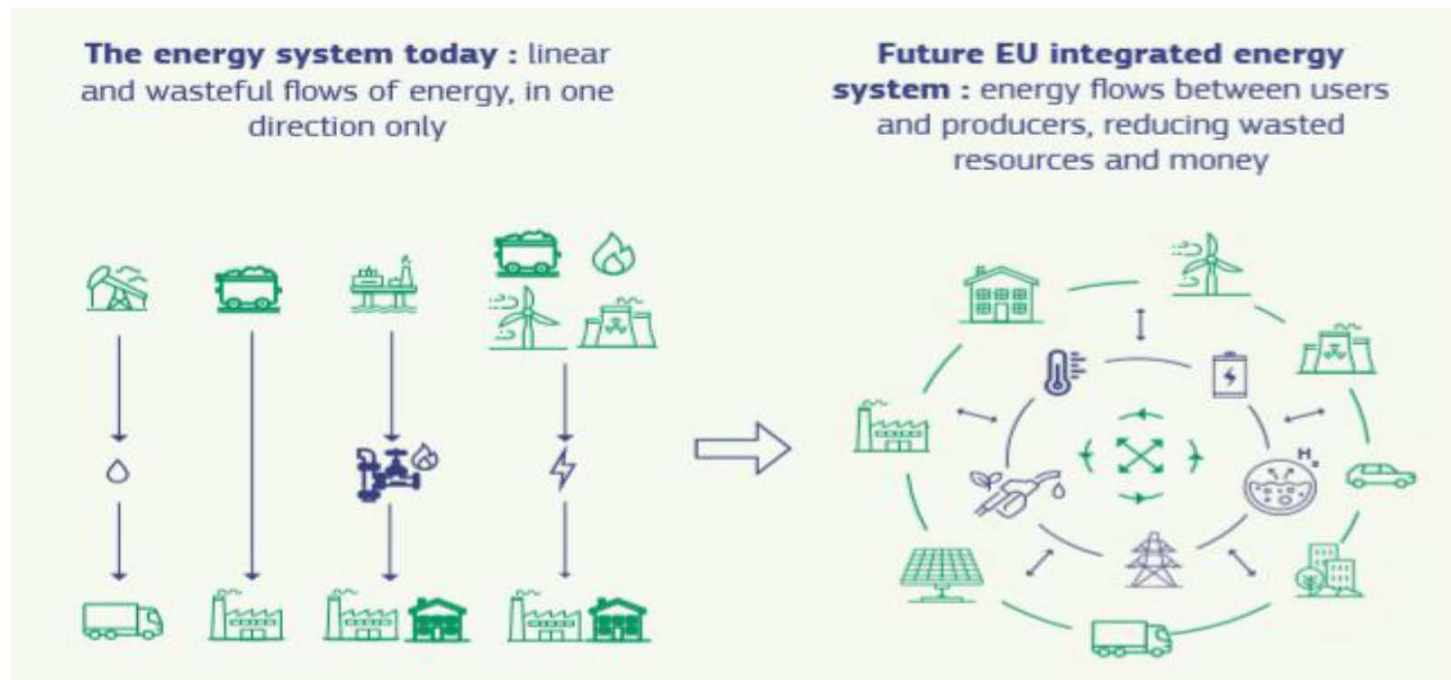 The energy system today : linear
and wasteful flows of energy, in one
direction only
Future EU integrated energy
system : energy flows between users
and producers, reducing wasted
resources and money
H₂